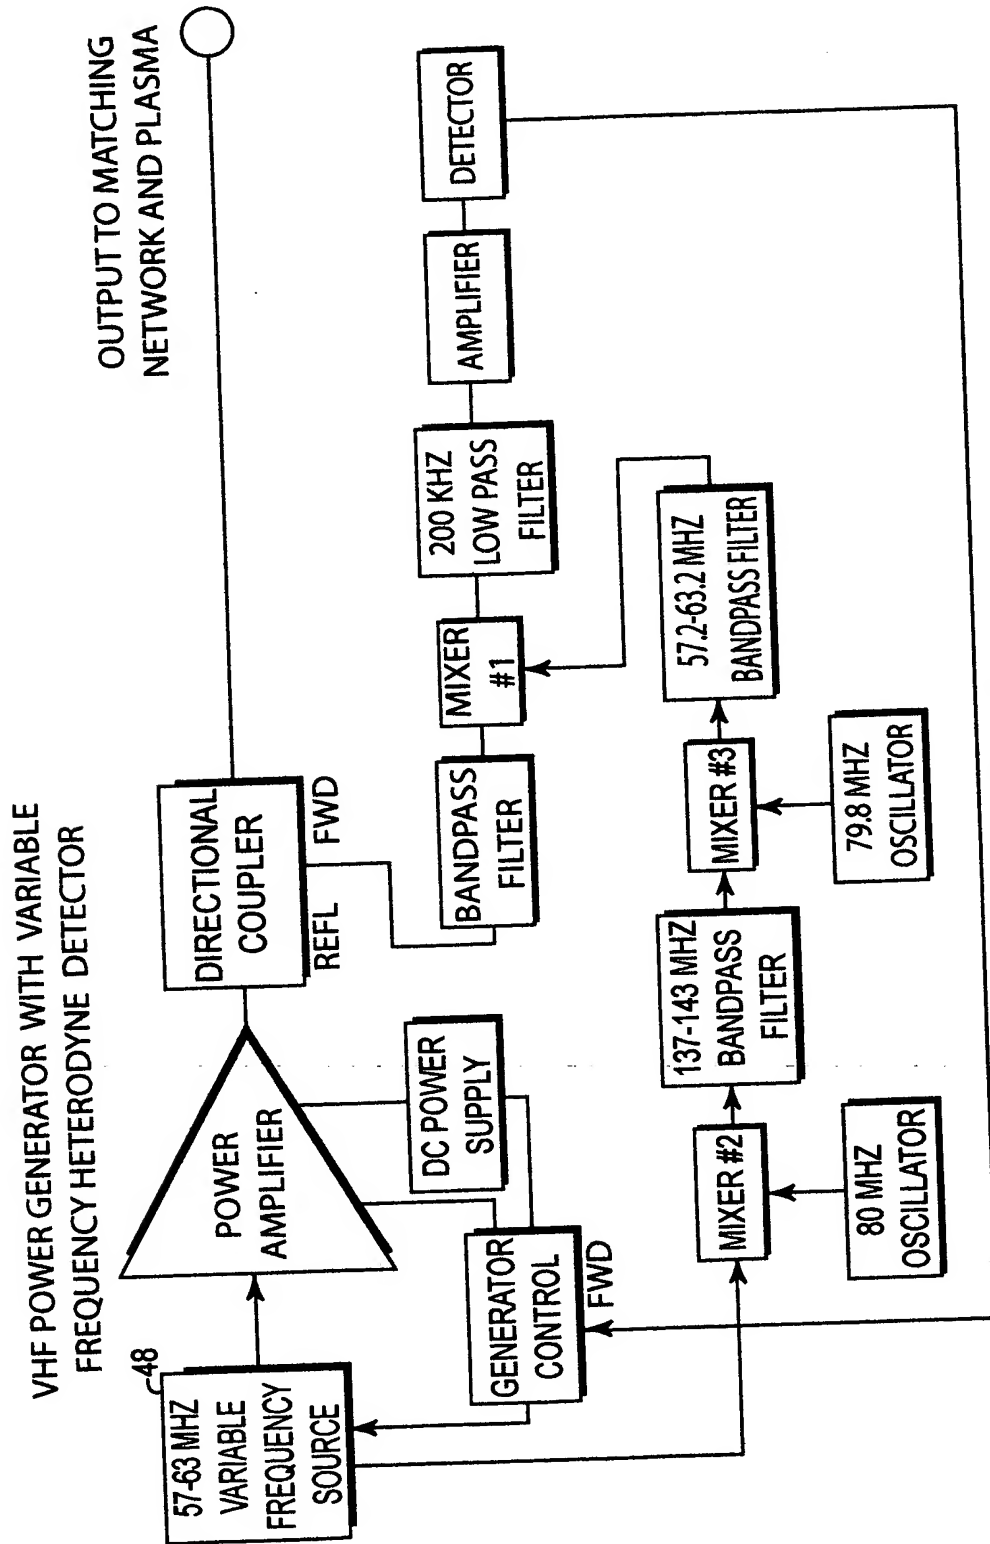 VHF POWER GENERATOR WITH VARIABLE
FREQUENCY HETERODYNE DETECTOR
48
57-63 MHZ
VARIABLE
FREQUENCY
SOURCE
POWER
AMPLIFIER
DIRECTIONAL
COUPLER
REFL
FWD
OUTPUT TO MATCHING
NETWORK AND PLASMA
DC POWER
SUPPLY
GENERATOR
CONTROL
FWD
BANDPASS
FILTER
MIXER
#1
200 KHZ
LOW PASS
FILTER
AMPLIFIER
DETECTOR
MIXER #2
137-143 MHZ
BANDPASS
FILTER
MIXER #3
57.2-63.2 MHZ
BANDPASS FILTER
80 MHZ
OSCILLATOR
79.8 MHZ
OSCILLATOR